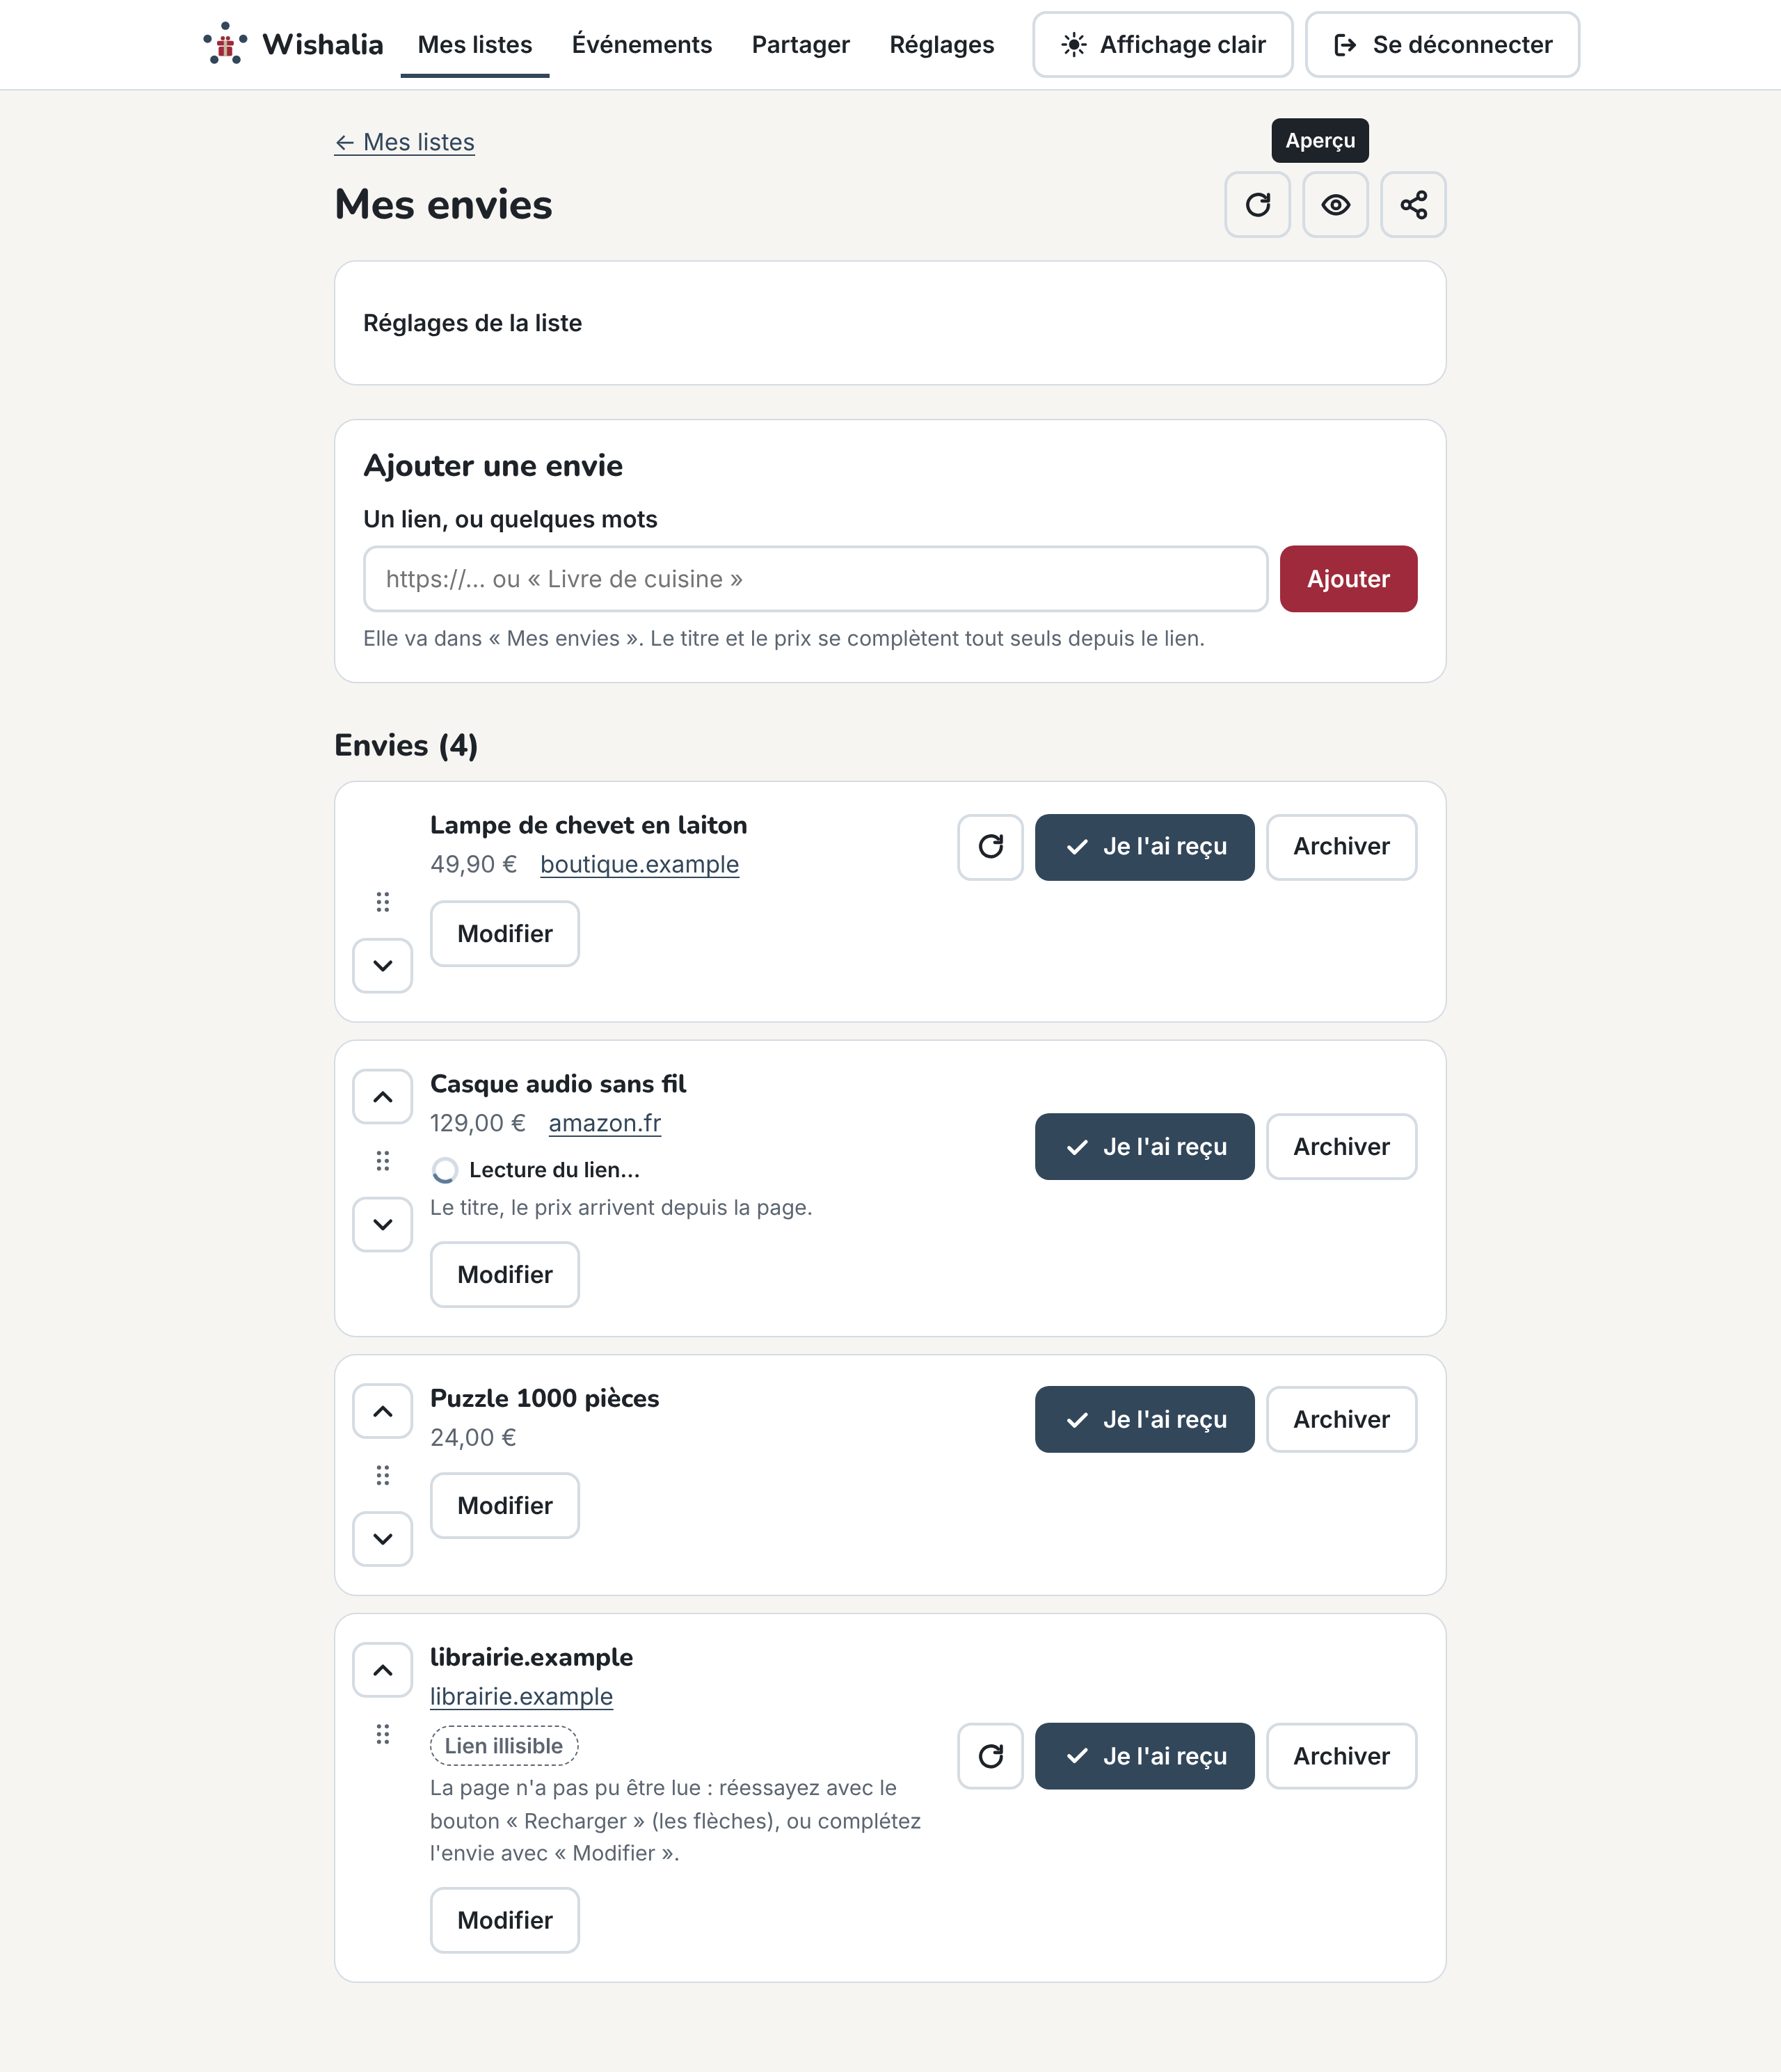 Wishalia
Mes listes
Événements
Partager
Réglages
Affichage clair
Se déconnecter
← Mes listes
Aperçu
Mes envies
Réglages de la liste
Ajouter une envie
Un lien, ou quelques mots
https://... ou « Livre de cuisine »
Ajouter
Elle va dans « Mes envies ». Le titre et le prix se complètent tout seuls depuis le lien.
Envies (4)
Lampe de chevet en laiton
49,90 € boutique.example
Je l'ai reçu
Archiver
Modifier
Casque audio sans fil
129,00 € amazon.fr
Lecture du lien...
Le titre, le prix arrivent depuis la page.
Je l'ai reçu
Archiver
Modifier
Puzzle 1000 pièces
24,00 €
Je l'ai reçu
Archiver
Modifier
librairie.example
librairie.example
Lien illisible
La page n'a pas pu être lue : réessayez avec le
bouton « Recharger » (les flèches), ou complétez
l'envie avec « Modifier ».
Je l'ai reçu
Archiver
Modifier